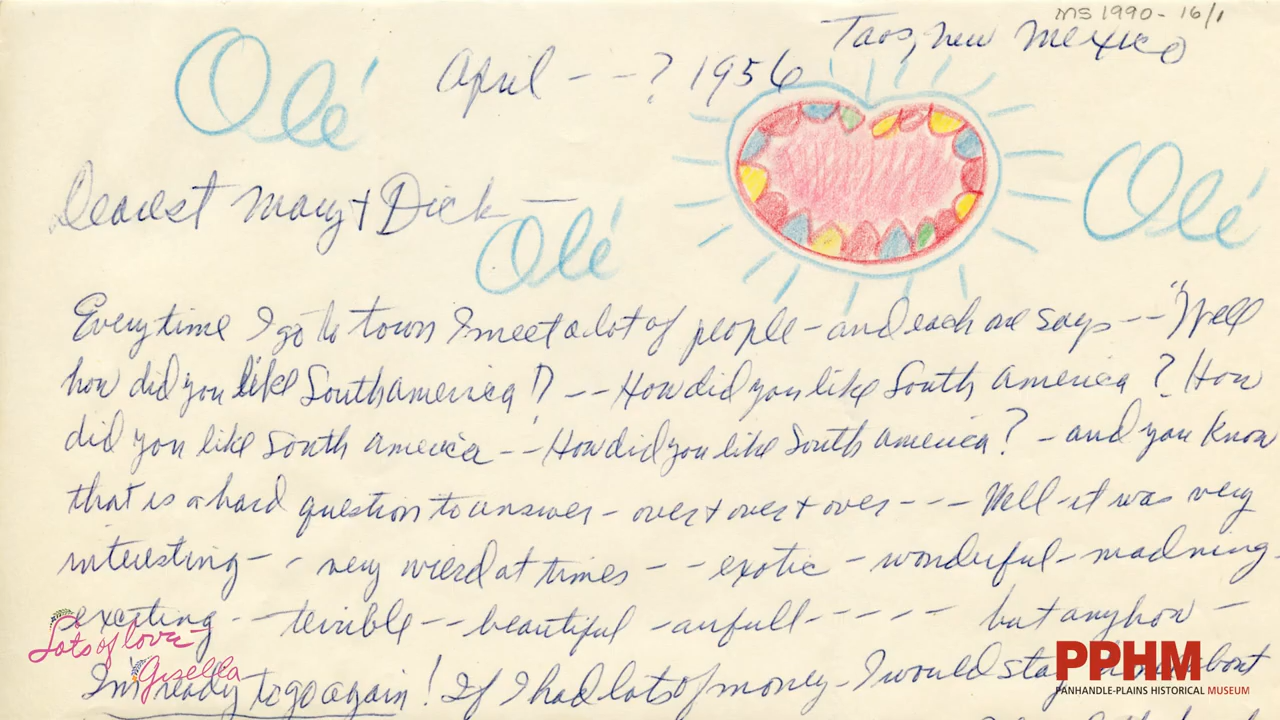 MS 1990-16/1
Taos, New Mexico
Olé
April - - ? 1956
Dearest Mary + Dick —
Olé
Olé
Everytime I go to town I meet a lot of people - and each one says - - "Well
how did you like South america!? - - How did you like South america? How
did you like South america - - How did you like South america? - and you know
that is a hard question to answer - over + over + over - - - Well - it was very
interesting - - very wierd at times - - exotic - wonderful - madning -
exciting - - terrible - - beautiful - awfull - - - - - but anyhow -
I'm ready to go again! If I had lots of money - I would stay about
Lots of love -
Gisella
PPHM
PANHANDLE-PLAINS HISTORICAL MUSEUM